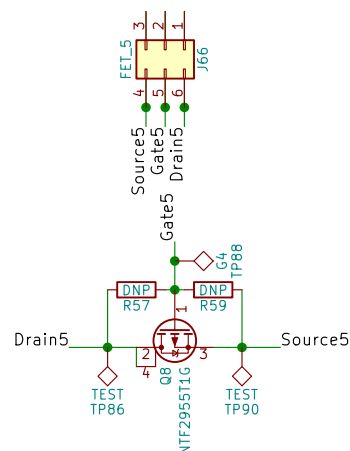 3 2 1
FET_5
J66
4 5 6
Source5
Gate5
Drain5
Gate5
G4
TP88
DNP
DNP
R57
R59
1
Drain5
Source5
2
3
4
Q8
NTF2955T1G
TEST
TP86
TEST
TP90